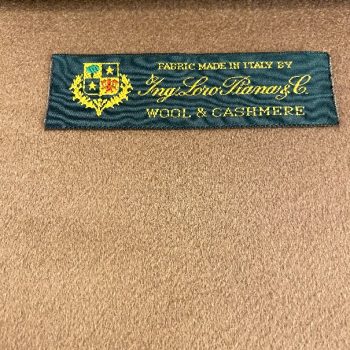 FABRIC MADE IN ITALY BY
Ing. Loro Piana & C.
WOOL & CASHMERE